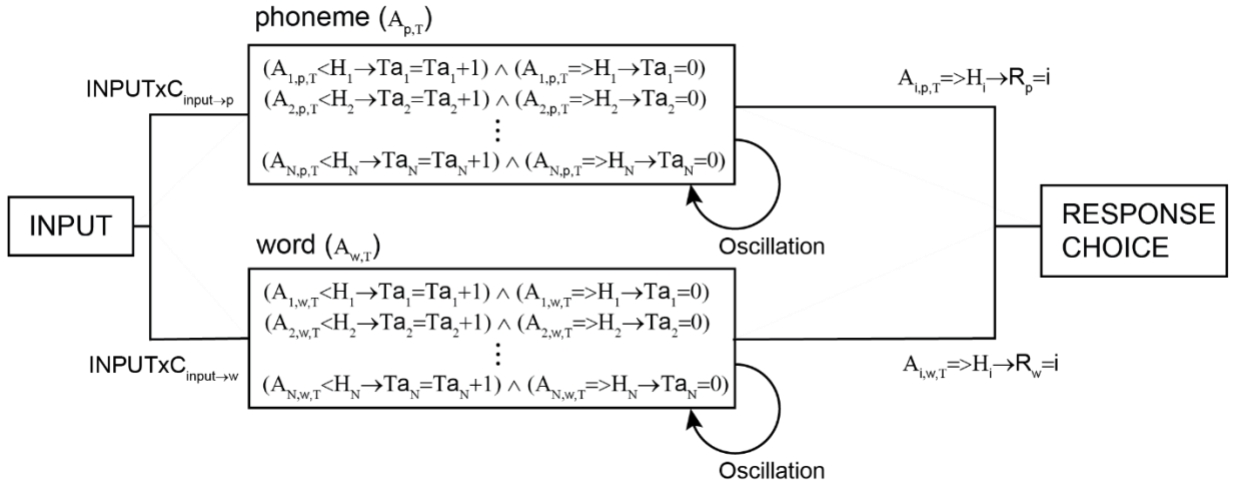 phoneme (A_{p,T})
INPUTxC_{input→p}
(A_{1,p,T}<H_1→Ta_1=Ta_1+1) ∧ (A_{1,p,T}=>H_1→Ta_1=0)
(A_{2,p,T}<H_2→Ta_2=Ta_2+1) ∧ (A_{2,p,T}=>H_2→Ta_2=0)
⋮
(A_{N,p,T}<H_N→Ta_N=Ta_N+1) ∧ (A_{N,p,T}=>H_N→Ta_N=0)
A_{i,p,T}=>H_i→R_p=i
Oscillation
INPUT
RESPONSE
CHOICE
word (A_{w,T})
(A_{1,w,T}<H_1→Ta_1=Ta_1+1) ∧ (A_{1,w,T}=>H_1→Ta_1=0)
(A_{2,w,T}<H_2→Ta_2=Ta_2+1) ∧ (A_{2,w,T}=>H_2→Ta_2=0)
⋮
(A_{N,w,T}<H_N→Ta_N=Ta_N+1) ∧ (A_{N,w,T}=>H_N→Ta_N=0)
INPUTxC_{input→w}
A_{i,w,T}=>H_i→R_w=i
Oscillation